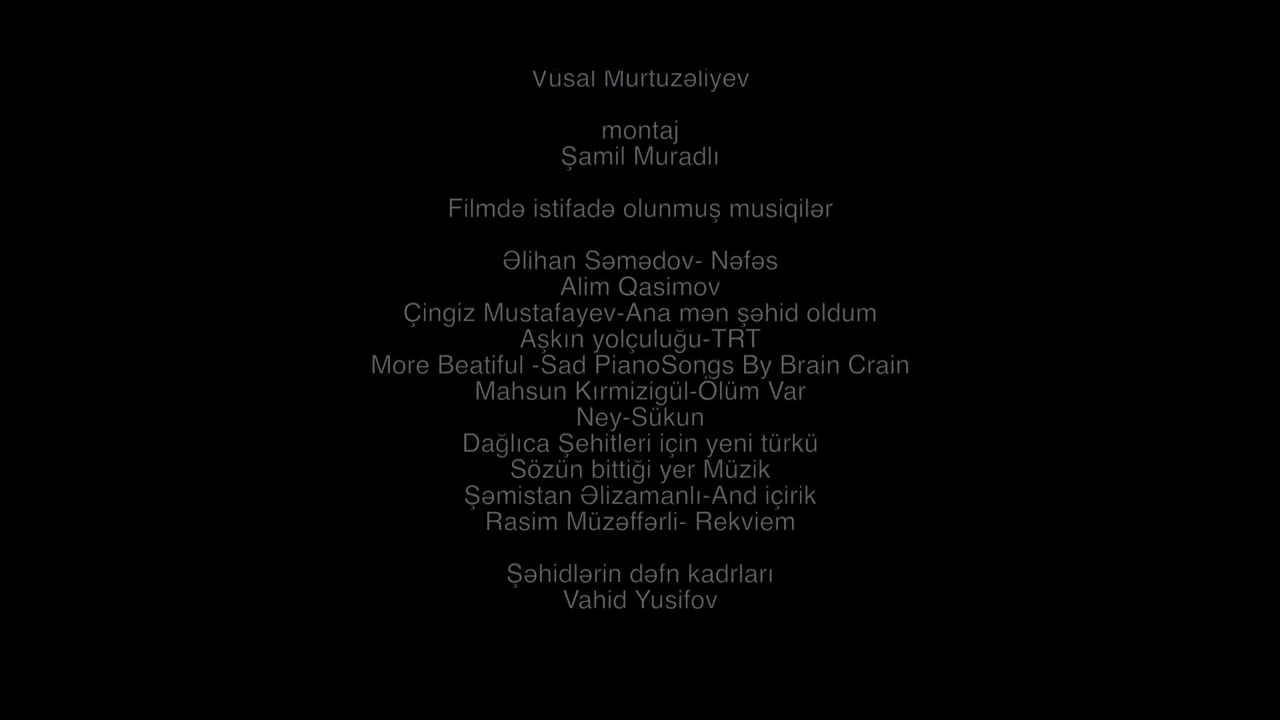 Vusal Murtuzəliyev
montaj
Şamil Muradlı
Filmdə istifadə olunmuş musiqilər
Əlihan Səmədov- Nəfəs
Alim Qasimov
Çingiz Mustafayev-Ana mən şəhid oldum
Aşkın yolçuluğu-TRT
More Beatiful -Sad PianoSongs By Brain Crain
Mahsun Kırmizigül-Ölüm Var
Ney-Sükun
Dağlıca Şehitleri için yeni türkü
Sözün bittiği yer Müzik
Şəmistan Əlizamanlı-And içirik
Rasim Müzəffərli- Rekviem
Şəhidlərin dəfn kadrları
Vahid Yusifov